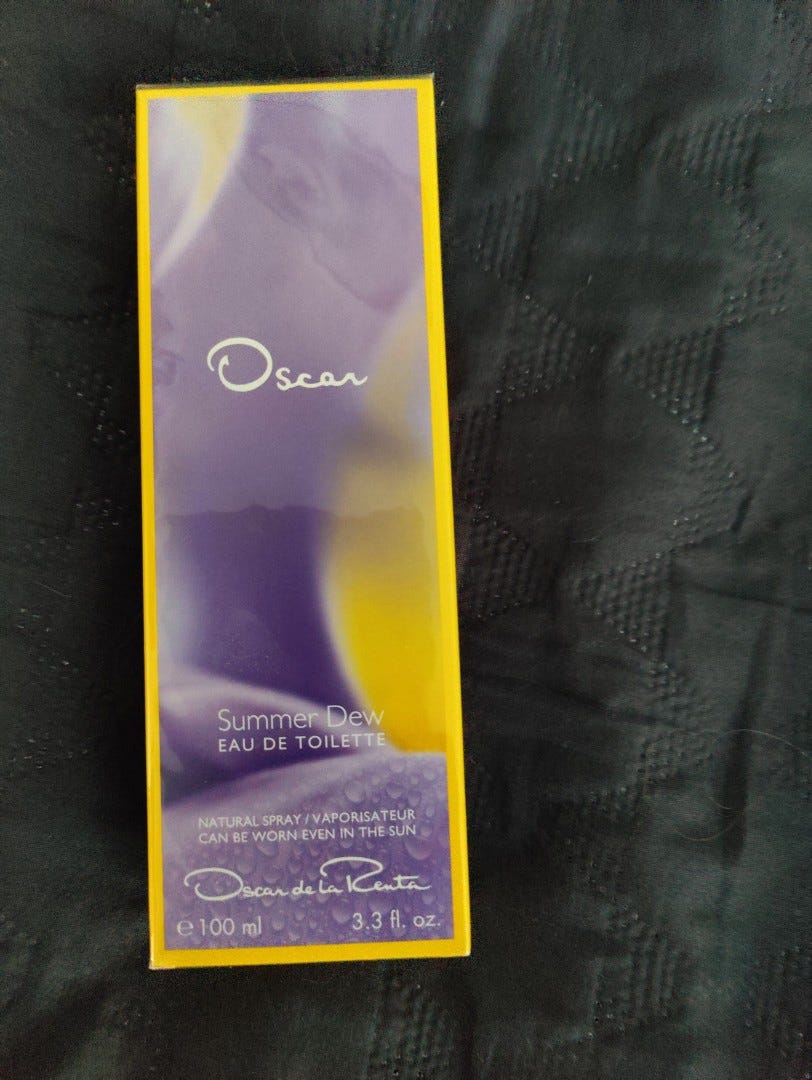 Oscar
Summer Dew
EAU DE TOILETTE
NATURAL SPRAY / VAPORISATEUR
CAN BE WORN EVEN IN THE SUN
Oscar de la Renta
℮ 100 ml 3.3 fl. oz.